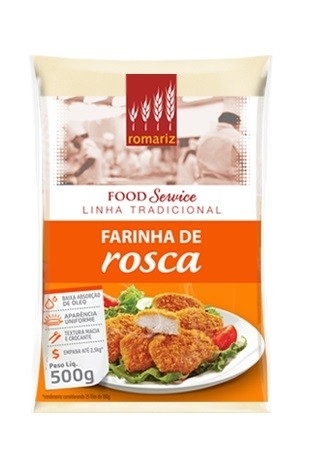 romariz
FOOD Service
LINHA TRADICIONAL
FARINHA DE
rosca
BAIXA ABSORÇÃO
DE ÓLEO
APARÊNCIA
UNIFORME
TEXTURA MACIA
E CROCANTE
$ EMPANA ATÉ 2,5kg*
Peso Líq.
500g